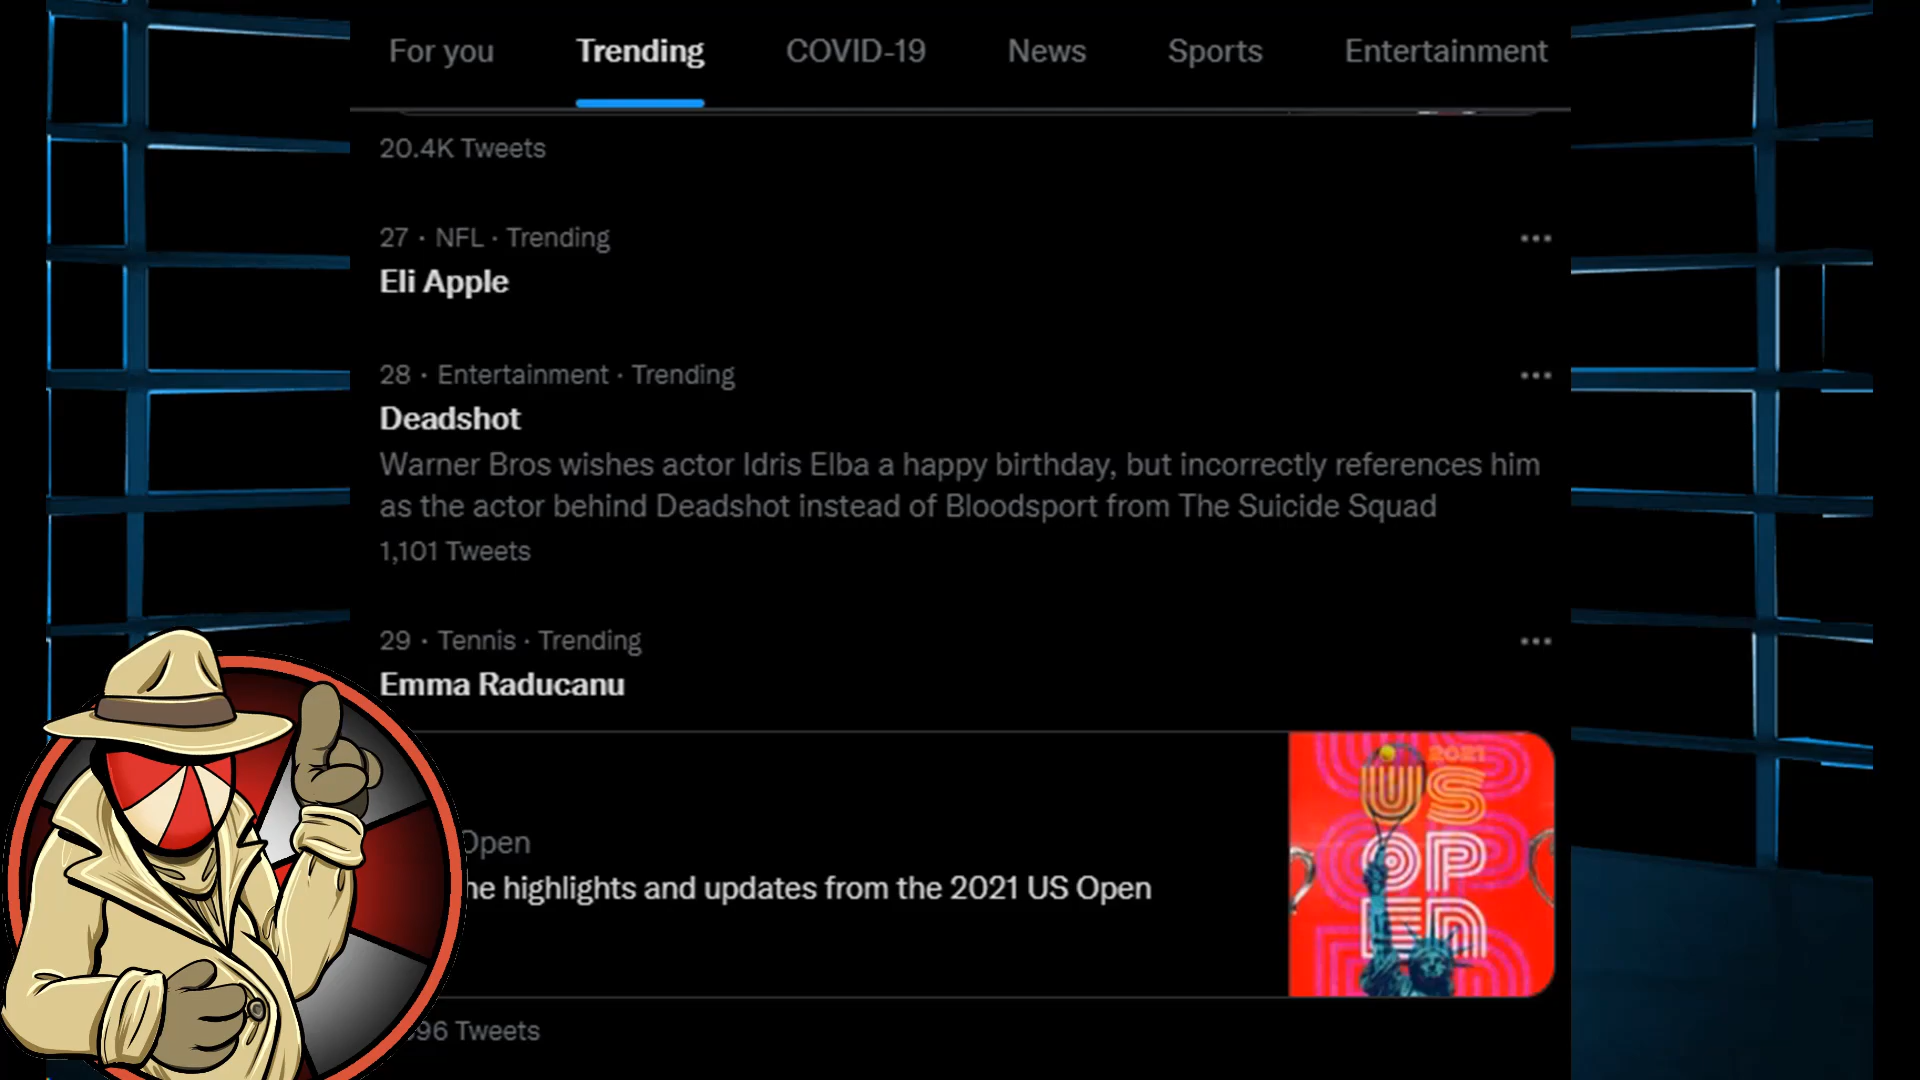 For you Trending COVID-19 News Sports Entertainment
20.4K Tweets
27 · NFL · Trending
Eli Apple
28 · Entertainment · Trending
Deadshot
Warner Bros wishes actor Idris Elba a happy birthday, but incorrectly references him
as the actor behind Deadshot instead of Bloodsport from The Suicide Squad
1,101 Tweets
29 · Tennis · Trending
Emma Raducanu
2021
US
OPEN
Open
highlights and updates from the 2021 US Open
Tweets